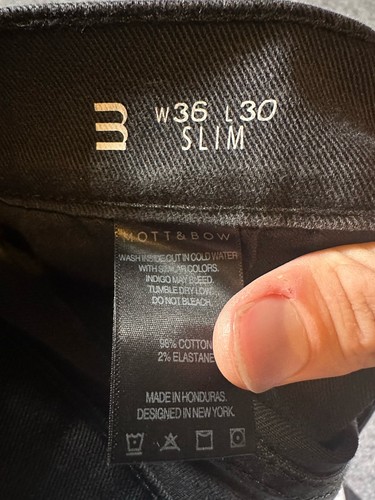 W36 L30
SLIM
MOTT&BOW
WASH INSIDE OUT IN COLD WATER
WITH SIMILAR COLORS.
INDIGO MAY BLEED.
TUMBLE DRY LOW.
DO NOT BLEACH.
98% COTTON
2% ELASTANE
MADE IN HONDURAS.
DESIGNED IN NEW YORK.